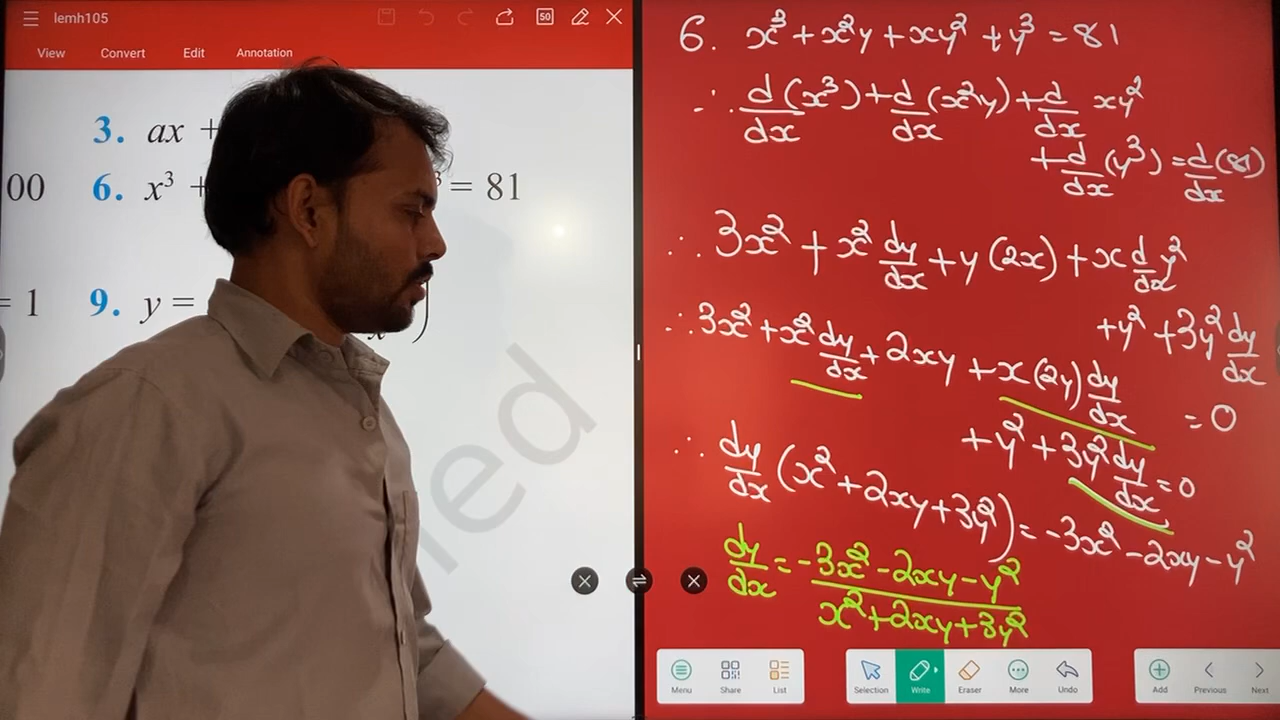 lemh105
50
View Convert Edit Annotation
3. ax +
00 6. x³ + ³ = 81
= 1 9. y =
6. x³ + x²y + xy² + y³ = 81
∴ d/dx (x³) + d/dx (x²y) + d/dx xy²
+ d/dx (y³) = d/dx (81)
∴ 3x² + x² dy/dx + y(2x) + x d/dx y²
+ y² + 3y² dy/dx
= 0
∴ 3x² + x² dy/dx + 2xy + x(2y) dy/dx
+ y² + 3y² dy/dx = 0
∴ dy/dx (x² + 2xy + 3y²) = -3x² - 2xy - y²
dy/dx = -3x² - 2xy - y² / x² + 2xy + 3y²
Menu Share List Selection Write Eraser More Undo Add Previous Next